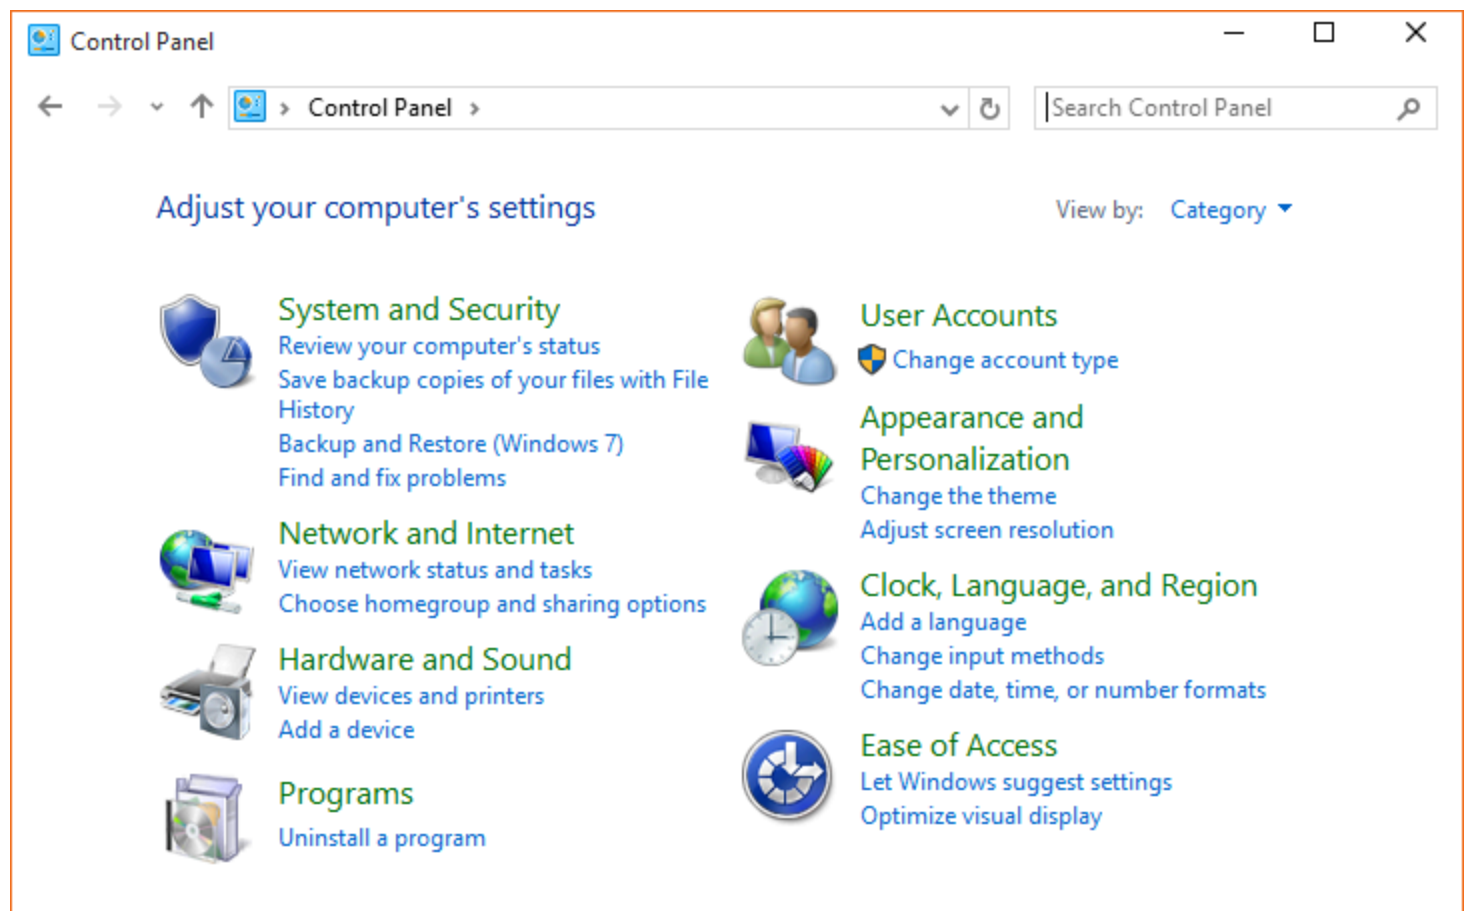 Control Panel
Control Panel
Search Control Panel
Adjust your computer's settings
View by: Category
System and Security
Review your computer's status
Save backup copies of your files with File
History
Backup and Restore (Windows 7)
Find and fix problems
Network and Internet
View network status and tasks
Choose homegroup and sharing options
Hardware and Sound
View devices and printers
Add a device
Programs
Uninstall a program
User Accounts
Change account type
Appearance and
Personalization
Change the theme
Adjust screen resolution
Clock, Language, and Region
Add a language
Change input methods
Change date, time, or number formats
Ease of Access
Let Windows suggest settings
Optimize visual display